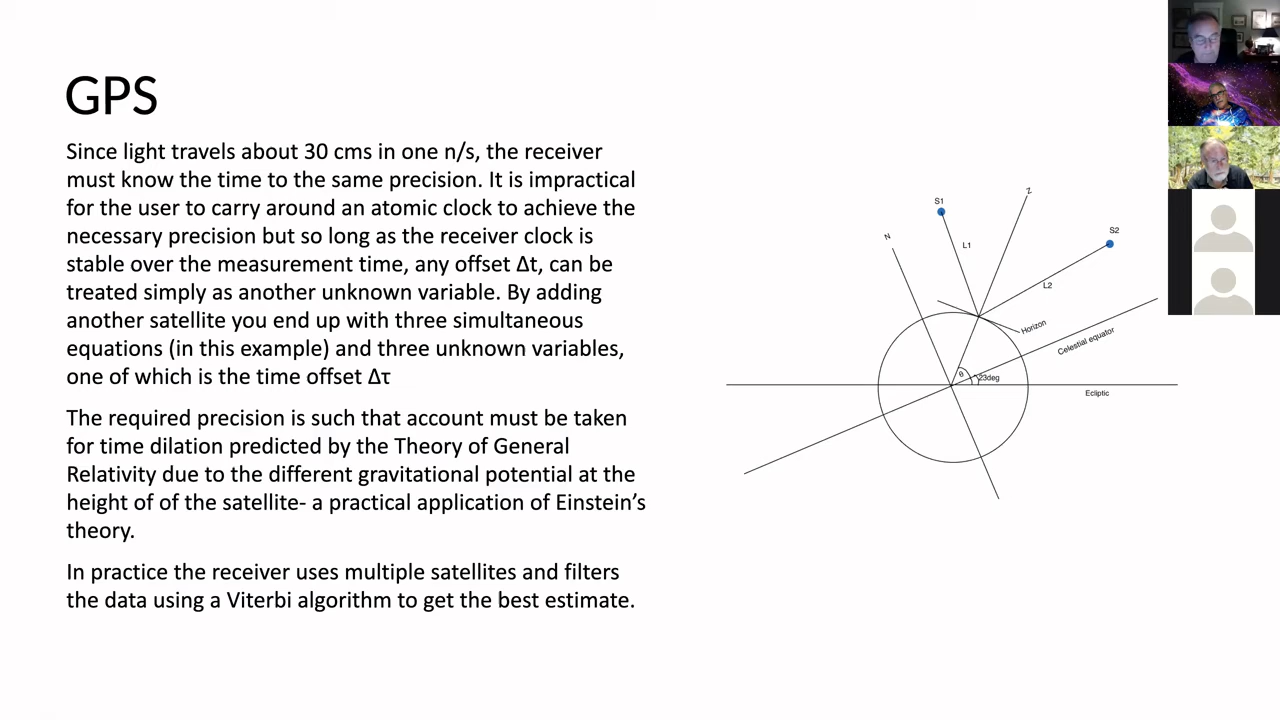 GPS
Since light travels about 30 cms in one n/s, the receiver
must know the time to the same precision. It is impractical
for the user to carry around an atomic clock to achieve the
necessary precision but so long as the receiver clock is
stable over the measurement time, any offset Δt, can be
treated simply as another unknown variable. By adding
another satellite you end up with three simultaneous
equations (in this example) and three unknown variables,
one of which is the time offset Δτ
The required precision is such that account must be taken
for time dilation predicted by the Theory of General
Relativity due to the different gravitational potential at the
height of of the satellite- a practical application of Einstein’s
theory.
In practice the receiver uses multiple satellites and filters
the data using a Viterbi algorithm to get the best estimate.
Z
S1
S2
N
L1
L2
Horizon
Celestial equator
θ
23deg
Ecliptic